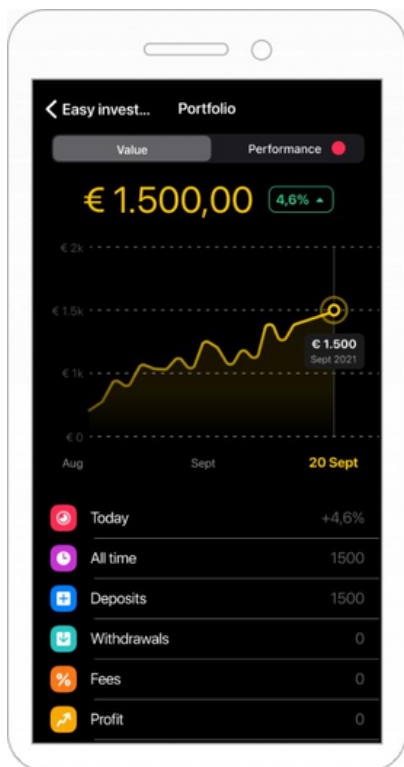 Easy invest... Portfolio
Value Performance
€ 1.500,00 4,6%
€ 2k
€ 1.5k
€ 1.500
Sept 2021
€ 1k
€ 0
Aug Sept 20 Sept
Today +4,6%
All time 1500
Deposits 1500
Withdrawals 0
Fees 0
Profit 0